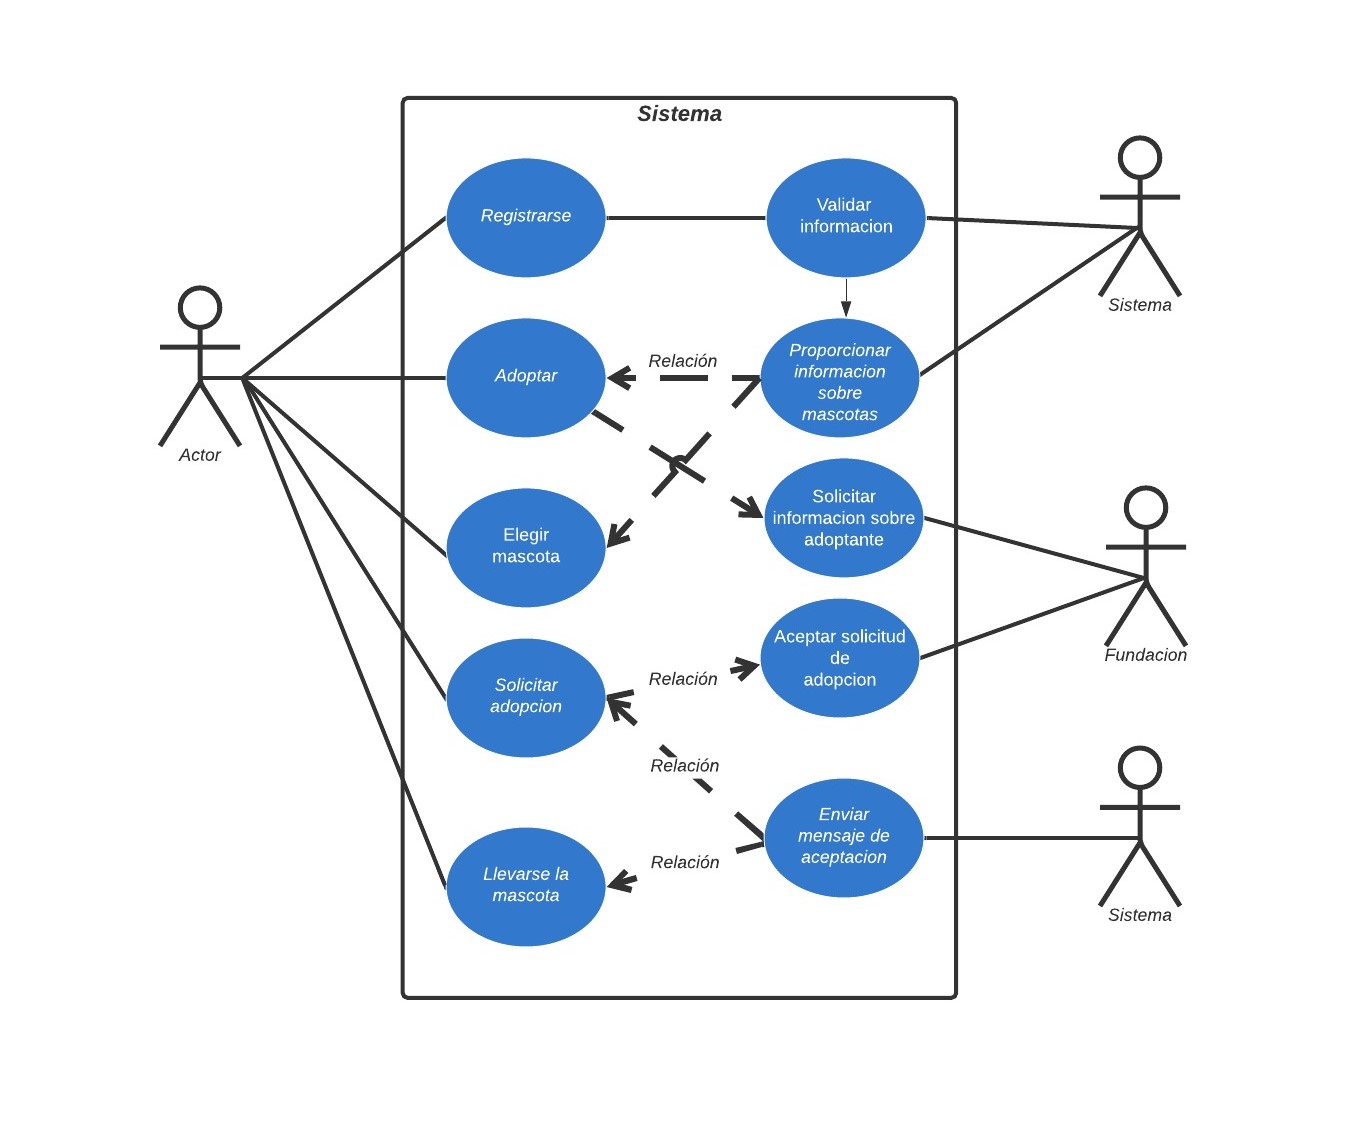 Sistema
Registrarse
Validar
informacion
Sistema
Adoptar
Relación
Proporcionar
informacion
sobre
mascotas
Actor
Elegir
mascota
Solicitar
informacion sobre
adoptante
Solicitar
adopcion
Relación
Aceptar solicitud
de
adopcion
Fundacion
Relación
Enviar
mensaje de
aceptacion
Llevarse la
mascota
Relación
Sistema